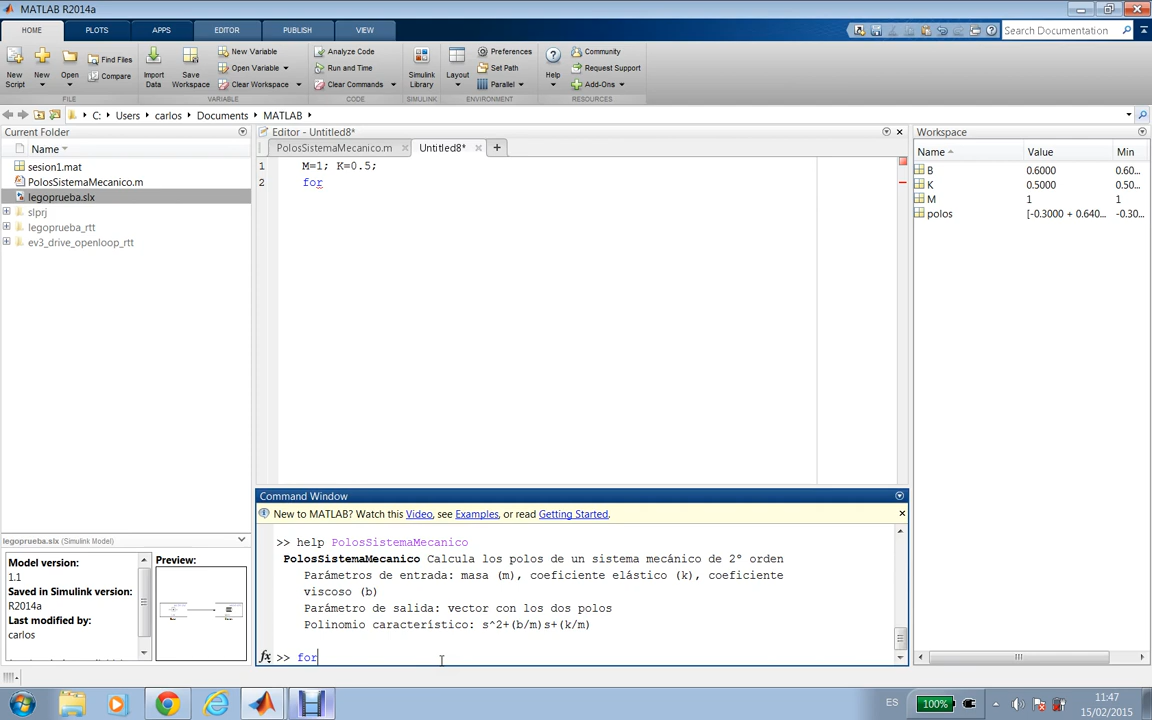 MATLAB R2014a
HOME PLOTS APPS EDITOR PUBLISH VIEW Search Documentation
New Script New Open Find Files Compare Import Data Save Workspace New Variable Open Variable Clear Workspace Analyze Code Run and Time Clear Commands Simulink Library Layout Preferences Set Path Parallel Help Community Request Support Add-Ons
FILE VARIABLE CODE SIMULINK ENVIRONMENT RESOURCES
C: Users carlos Documents MATLAB
Current Folder
Name
sesion1.mat
PolosSistemaMecanico.m
legoprueba.slx
slprj
legoprueba_rtt
ev3_drive_openloop_rtt
legoprueba.slx (Simulink Model)
Model version:
1.1
Saved in Simulink version:
R2014a
Last modified by:
carlos
Preview:
Editor - Untitled8*
PolosSistemaMecanico.m Untitled8*
1 M=1; K=0.5;
2 for
Command Window
New to MATLAB? Watch this Video, see Examples, or read Getting Started.
>> help PolosSistemaMecanico
PolosSistemaMecanico Calcula los polos de un sistema mecánico de 2º orden
Parámetros de entrada: masa (m), coeficiente elástico (k), coeficiente
viscoso (b)
Parámetro de salida: vector con los dos polos
Polinomio característico: s^2+(b/m)s+(k/m)
fx >> for
Workspace
Name Value Min
B 0.6000 0.60...
K 0.5000 0.50...
M 1 1
polos [-0.3000 + 0.640... -0.30...
ES 100% 11:47
15/02/2015